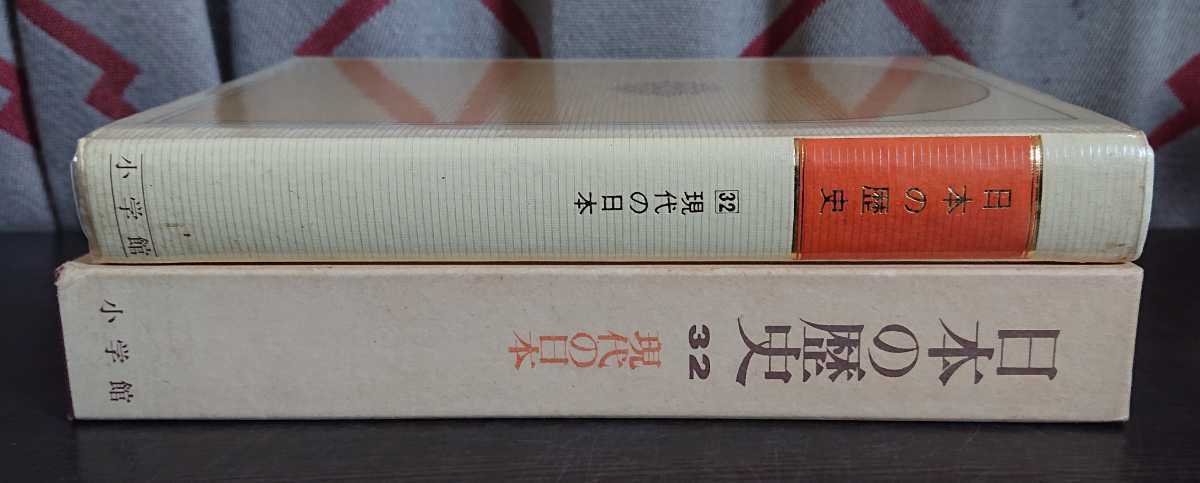 日本の歴史
32 現代の日本
小学館
日本の歴史
32
現代の日本
小学館